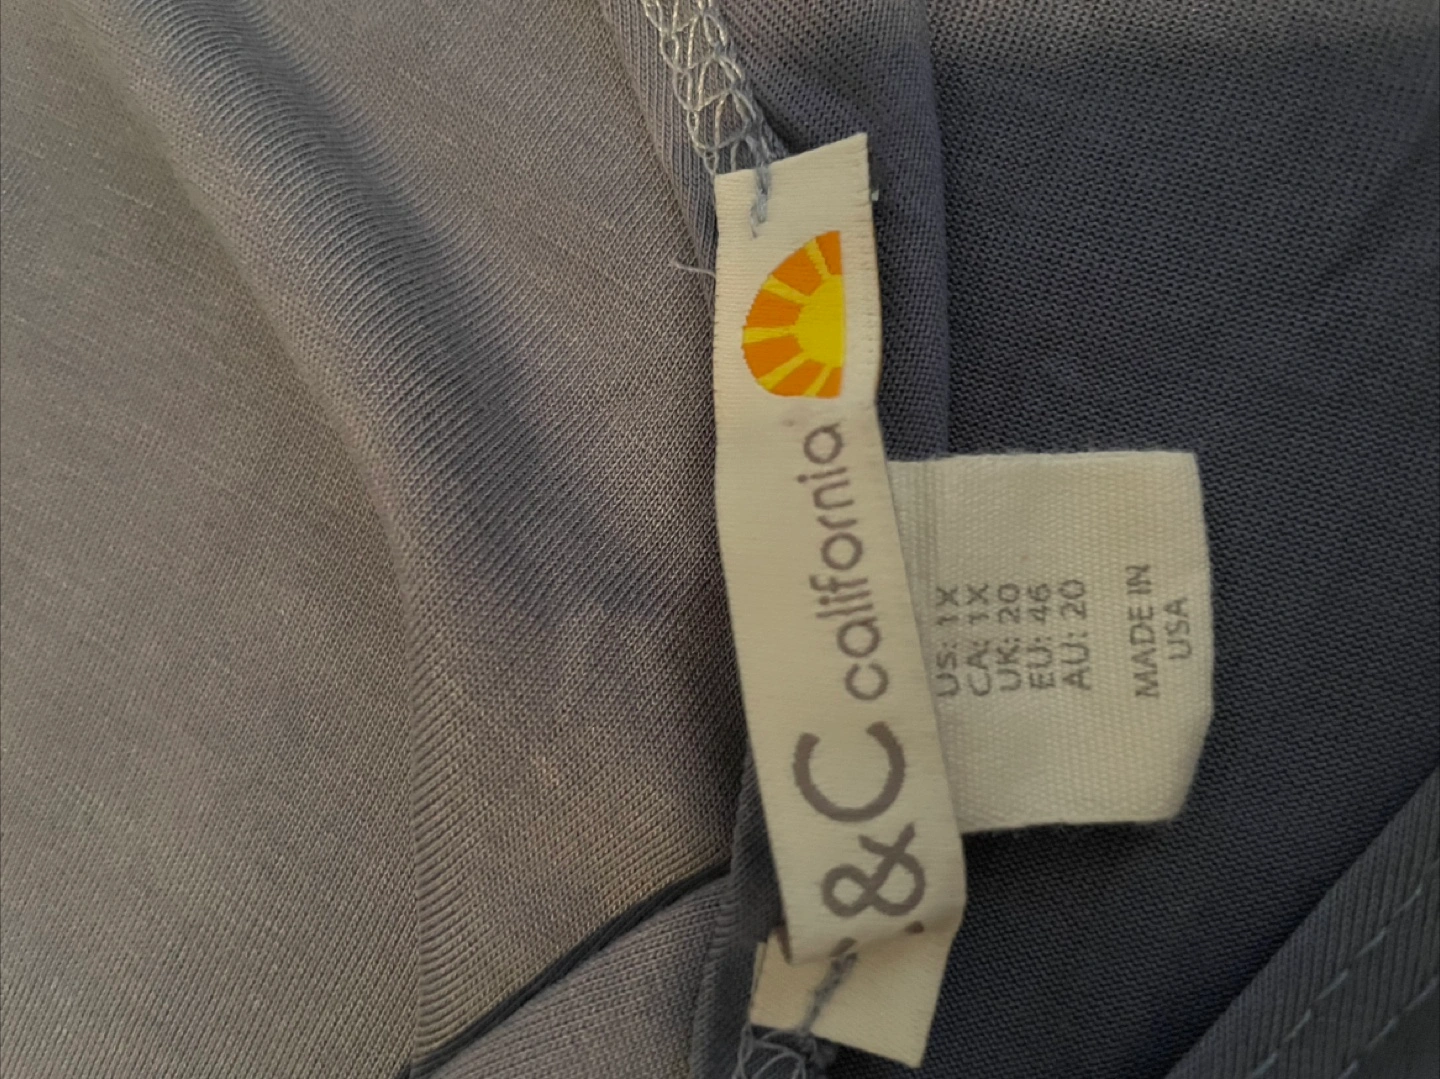 &C california
US: 1X
CA: 1X
UK: 20
EU: 46
AU: 20
MADE IN
USA